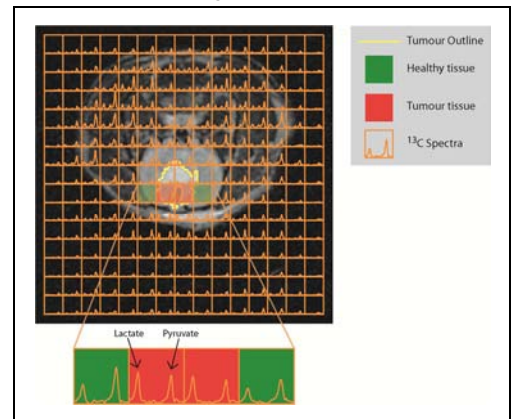 Tumour Outline
Healthy tissue
Tumour tissue
13C Spectra
Lactate Pyruvate